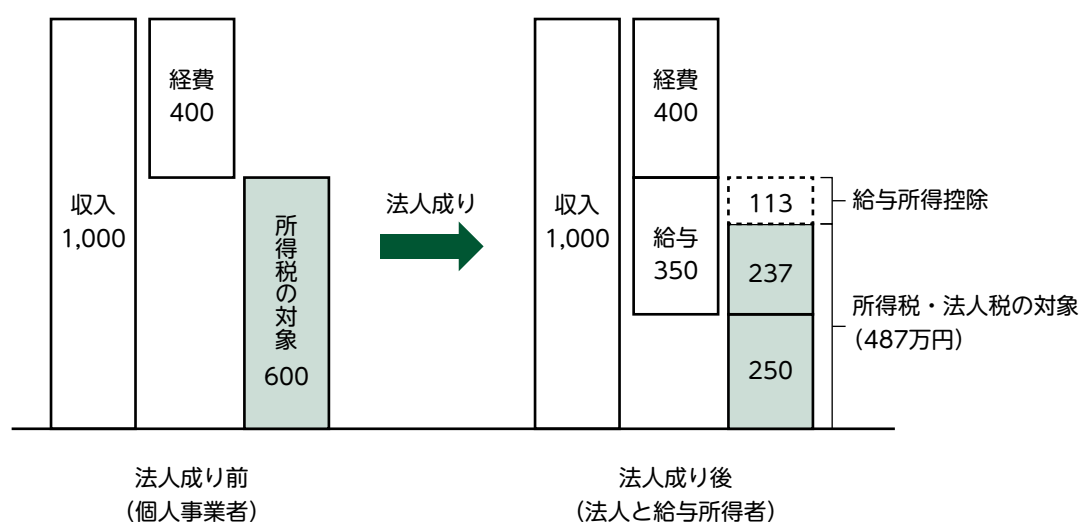 収入
1,000
経費
400
所得税の対象
600
法人成り前
（個人事業者）
法人成り
収入
1,000
経費
400
給与
350
113
237
250
給与所得控除
所得税・法人税の対象
（487万円）
法人成り後
（法人と給与所得者）